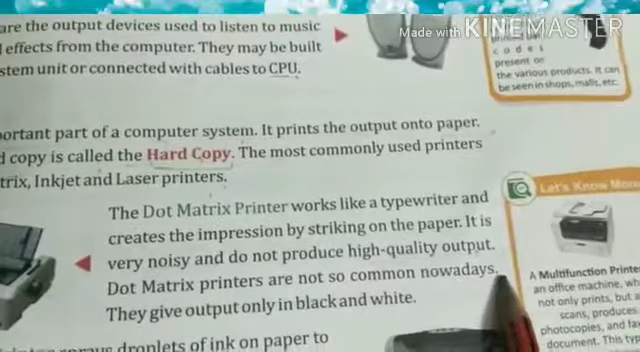 Made with KINEMASTER
are the output devices used to listen to music
effects from the computer. They may be built
stem unit or connected with cables to CPU.
codes
present on
the various products. It can
be seen in shops, malls, etc.
portant part of a computer system. It prints the output onto paper.
d copy is called the Hard Copy. The most commonly used printers
trix, Inkjet and Laser printers.
The Dot Matrix Printer works like a typewriter and
creates the impression by striking on the paper. It is
very noisy and do not produce high-quality output.
Dot Matrix printers are not so common nowadays.
They give output only in black and white.
droplets of ink on paper to
Let's Know More
A Multifunction Printe
an office machine, wh
not only prints, but a
scans, produces
photocopies, and fa
document. This typ